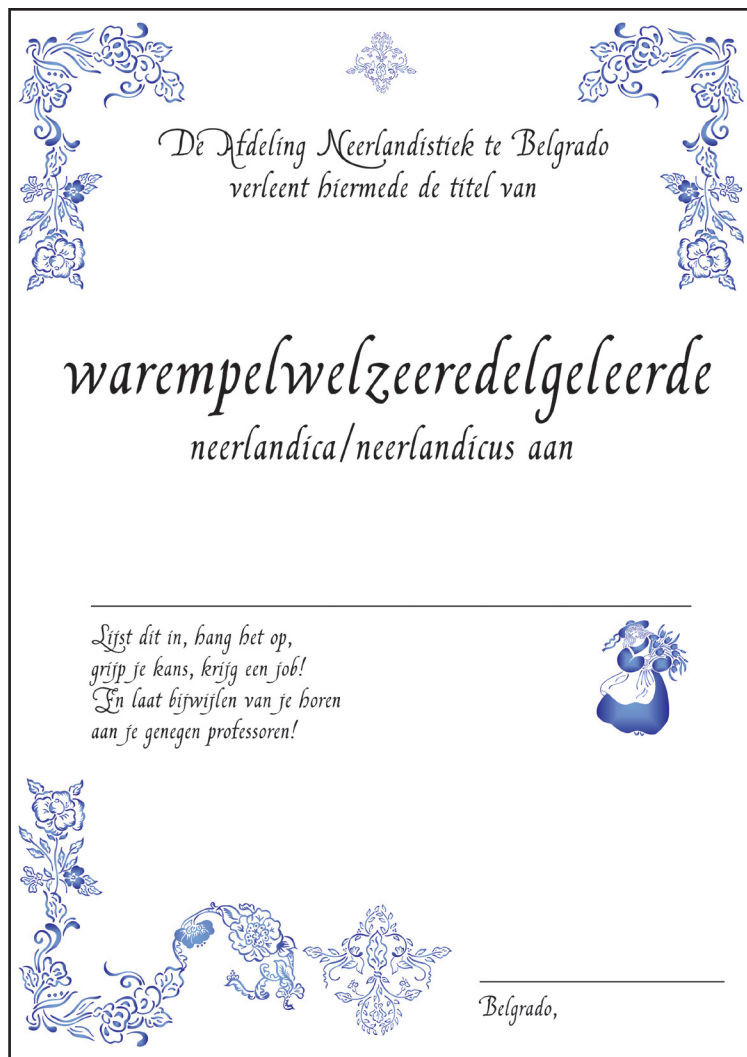 De Afdeling Neerlandistiek te Belgrado
verleent hiermede de titel van
warempelwelzeeredelgeleerde
neerlandica/neerlandicus aan
Lijst dit in, hang het op,
grijp je kans, krijg een job!
En laat bijwijlen van je horen
aan je genegen professoren!
Belgrado,